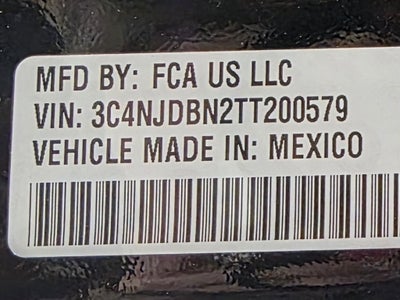 MFD BY: FCA US LLC
VIN: 3C4NJDBN2TT200579
VEHICLE MADE IN: MEXICO